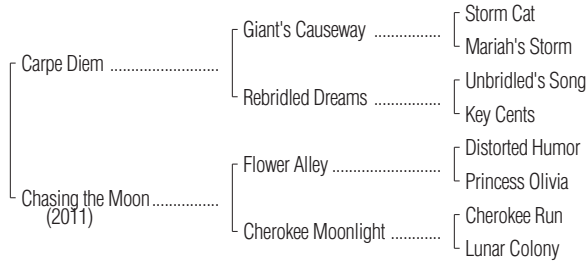 Storm Cat
Giant's Causeway ..................
Mariah's Storm
Carpe Diem .........................
Unbridled's Song
Rebridled Dreams ...............
Key Cents
Distorted Humor
Flower Alley ..........................
Princess Olivia
Chasing the Moon ................
(2011)
Cherokee Run
Cherokee Moonlight ............
Lunar Colony